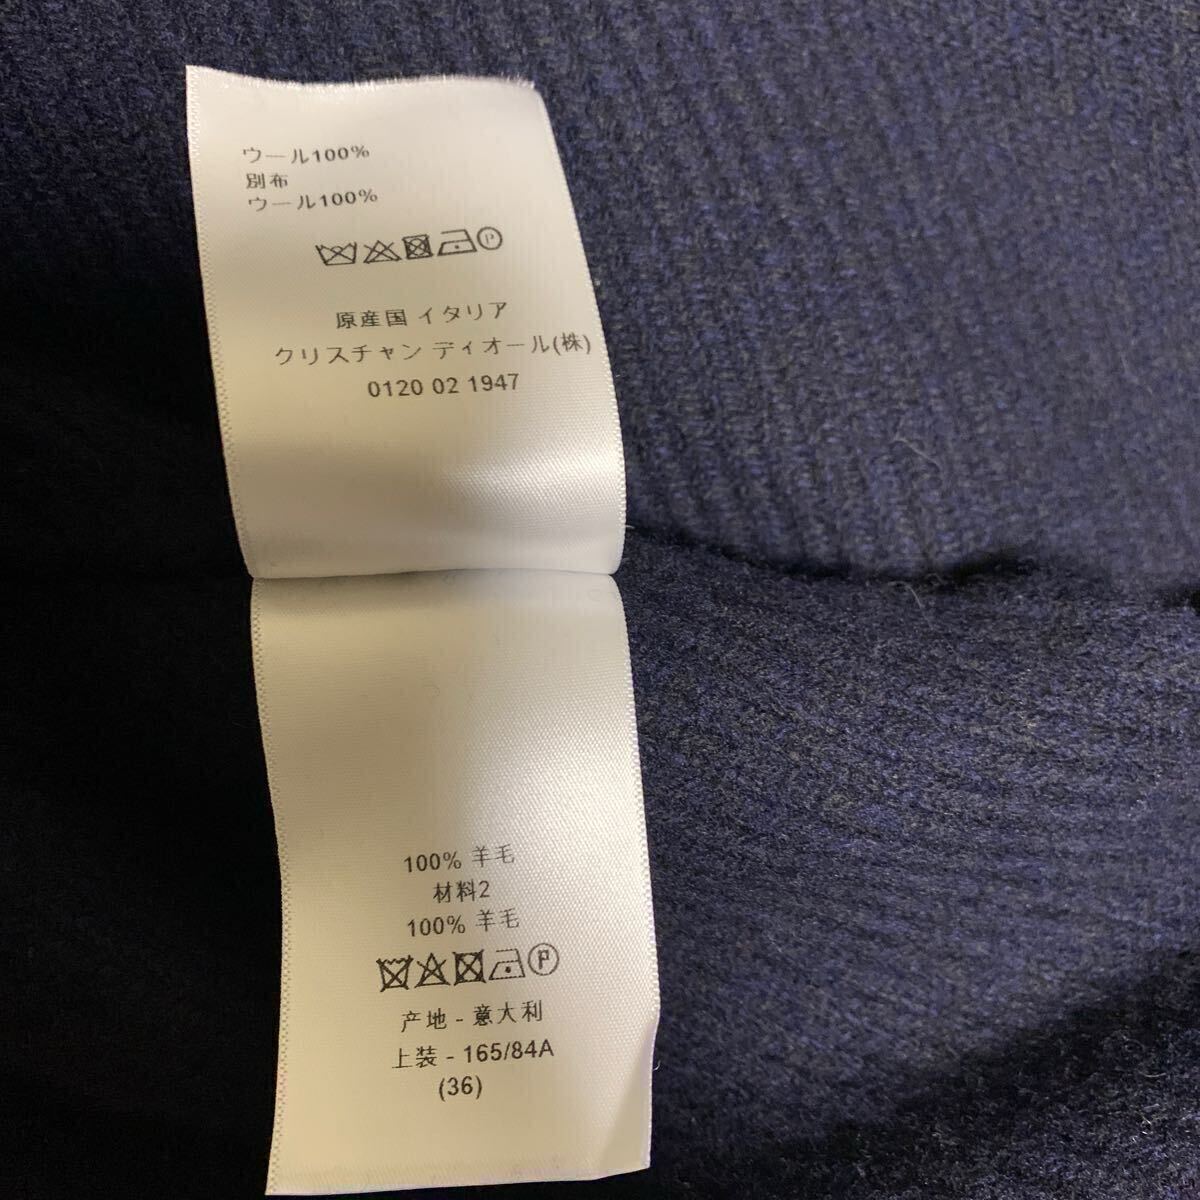 ウール100%
別布
ウール100%
原産国 イタリア
クリスチャン ディオール(株)
0120 02 1947
100% 羊毛
材料2
100% 羊毛
产地 - 意大利
上装 - 165/84A
(36)